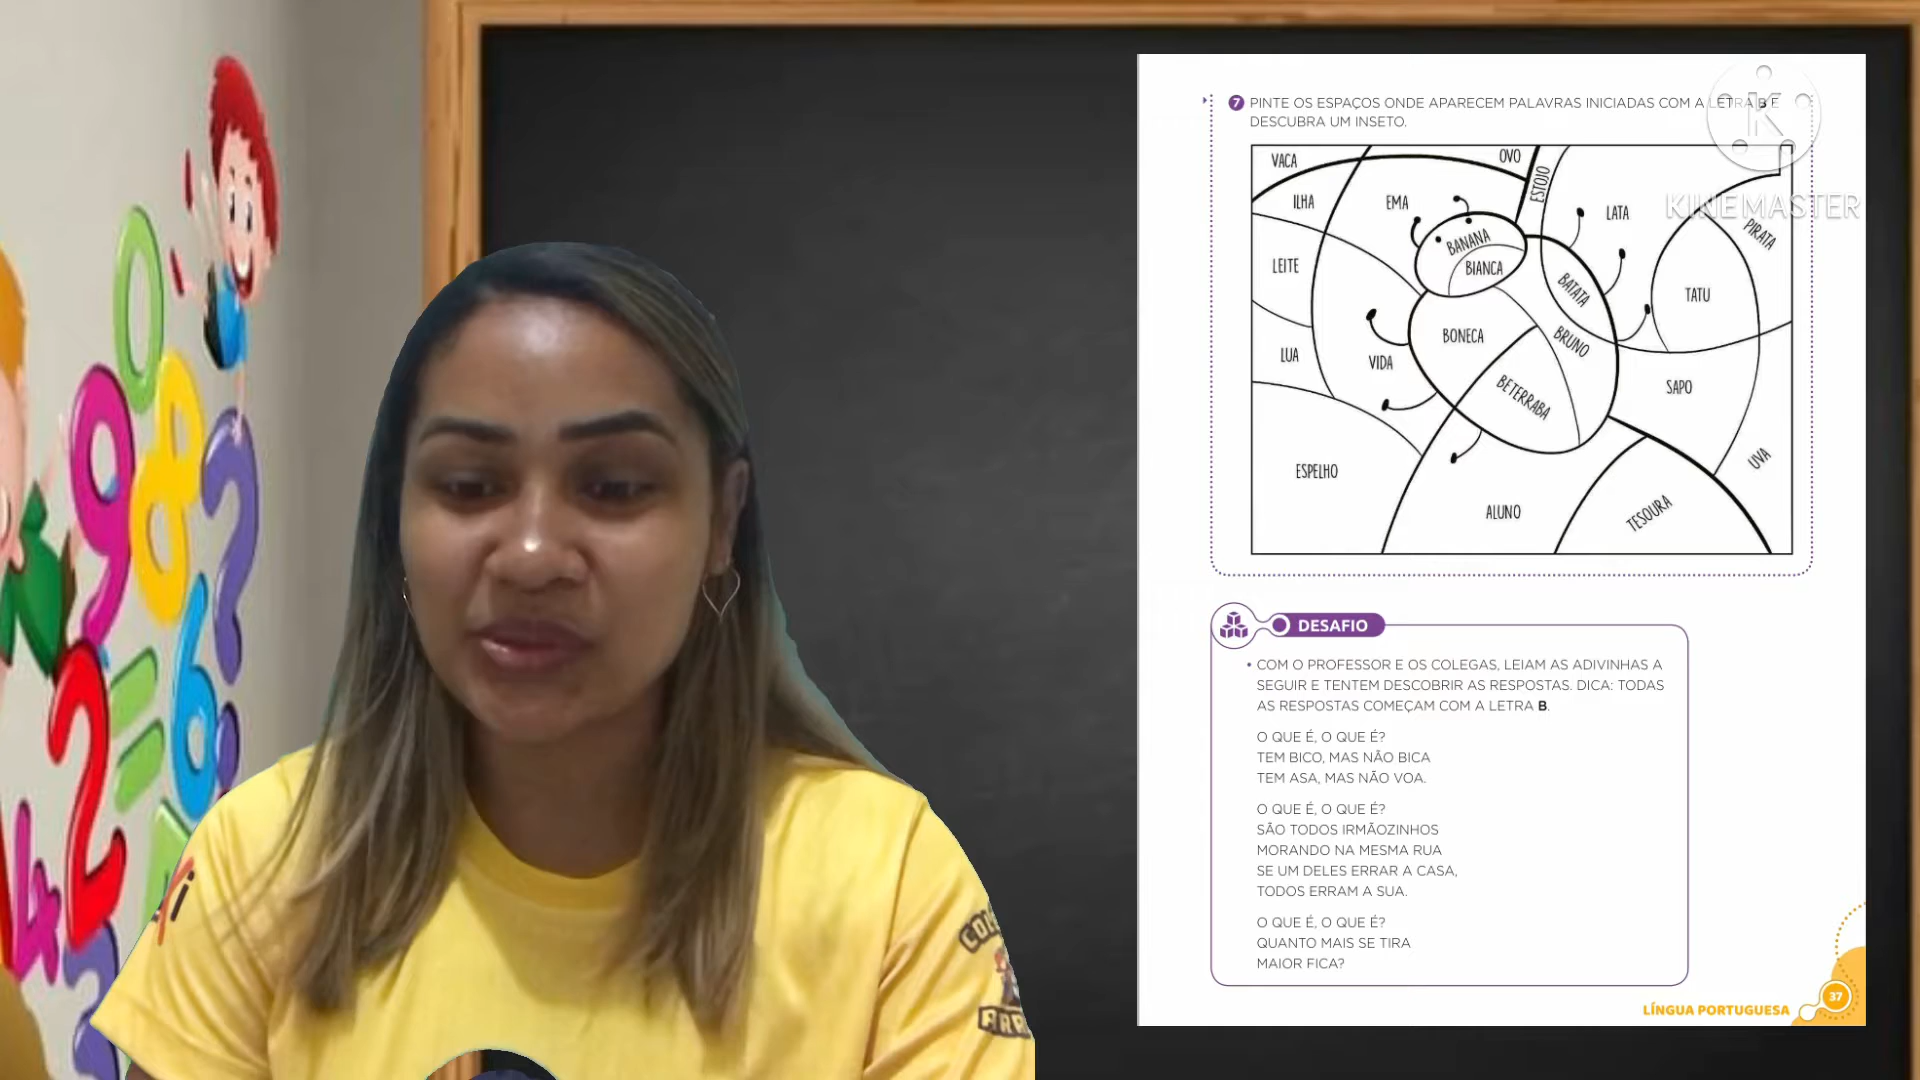 7 PINTE OS ESPAÇOS ONDE APARECEM PALAVRAS INICIADAS COM A LETRA B E
DESCUBRA UM INSETO.
VACA
OVO
ESTOJO
ILHA
EMA
LATA
KINEMASTER
PIRATA
BANANA
BIANCA
LEITE
BATATA
TATU
BONECA
BRUNO
LUA
VIDA
SAPO
BETERRABA
ESPELHO
UVA
ALUNO
TESOURA
DESAFIO
• COM O PROFESSOR E OS COLEGAS, LEIAM AS ADIVINHAS A
SEGUIR E TENTEM DESCOBRIR AS RESPOSTAS. DICA: TODAS
AS RESPOSTAS COMEÇAM COM A LETRA B.
O QUE É, O QUE É?
TEM BICO, MAS NÃO BICA
TEM ASA, MAS NÃO VOA.
O QUE É, O QUE É?
SÃO TODOS IRMÃOZINHOS
MORANDO NA MESMA RUA
SE UM DELES ERRAR A CASA,
TODOS ERRAM A SUA.
O QUE É, O QUE É?
QUANTO MAIS SE TIRA
MAIOR FICA?
LÍNGUA PORTUGUESA 37